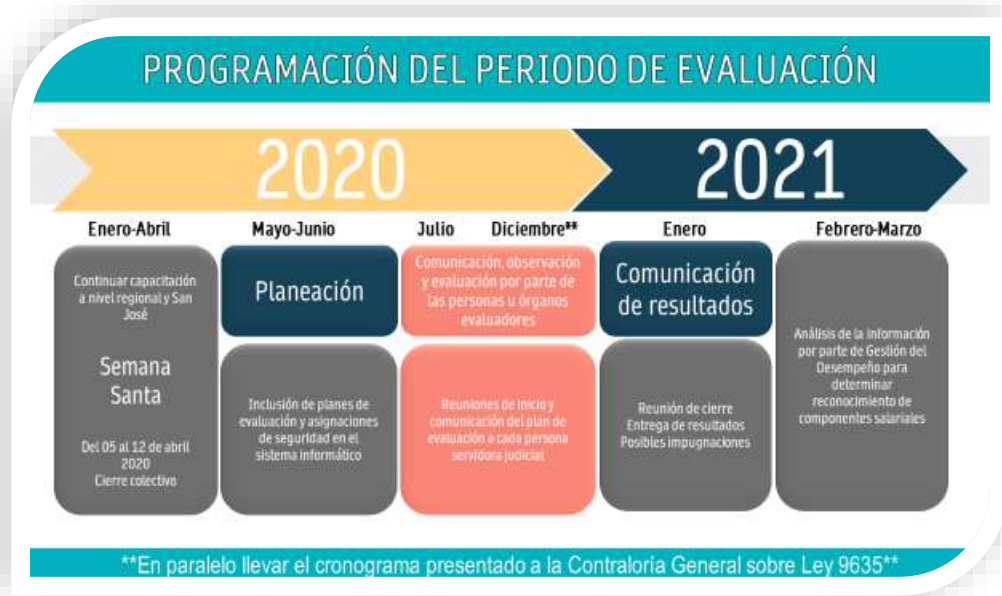 PROGRAMACIÓN DEL PERIODO DE EVALUACIÓN
2020
2021
Enero-Abril
Mayo-Junio
Julio
Diciembre**
Enero
Febrero-Marzo
Continuar capacitación
a nivel regional y San
José
Semana
Santa
Del 05 al 12 de abril
2020
Cierre colectivo
Planeación
Inclusión de planes de
evaluación y asignaciones
de seguridad en el
sistema informático
Comunicación, observación
y evaluación por parte de
las personas u órganos
evaluadores
Reuniones de inicio y
comunicación del plan de
evaluación a cada persona
servidora judicial
Comunicación
de resultados
Reunión de cierre
Entrega de resultados
Posibles impugnaciones
Análisis de la información
por parte de Gestión del
Desempeño para
determinar
reconocimiento de
componentes salariales
**En paralelo llevar el cronograma presentado a la Contraloría General sobre Ley 9635**